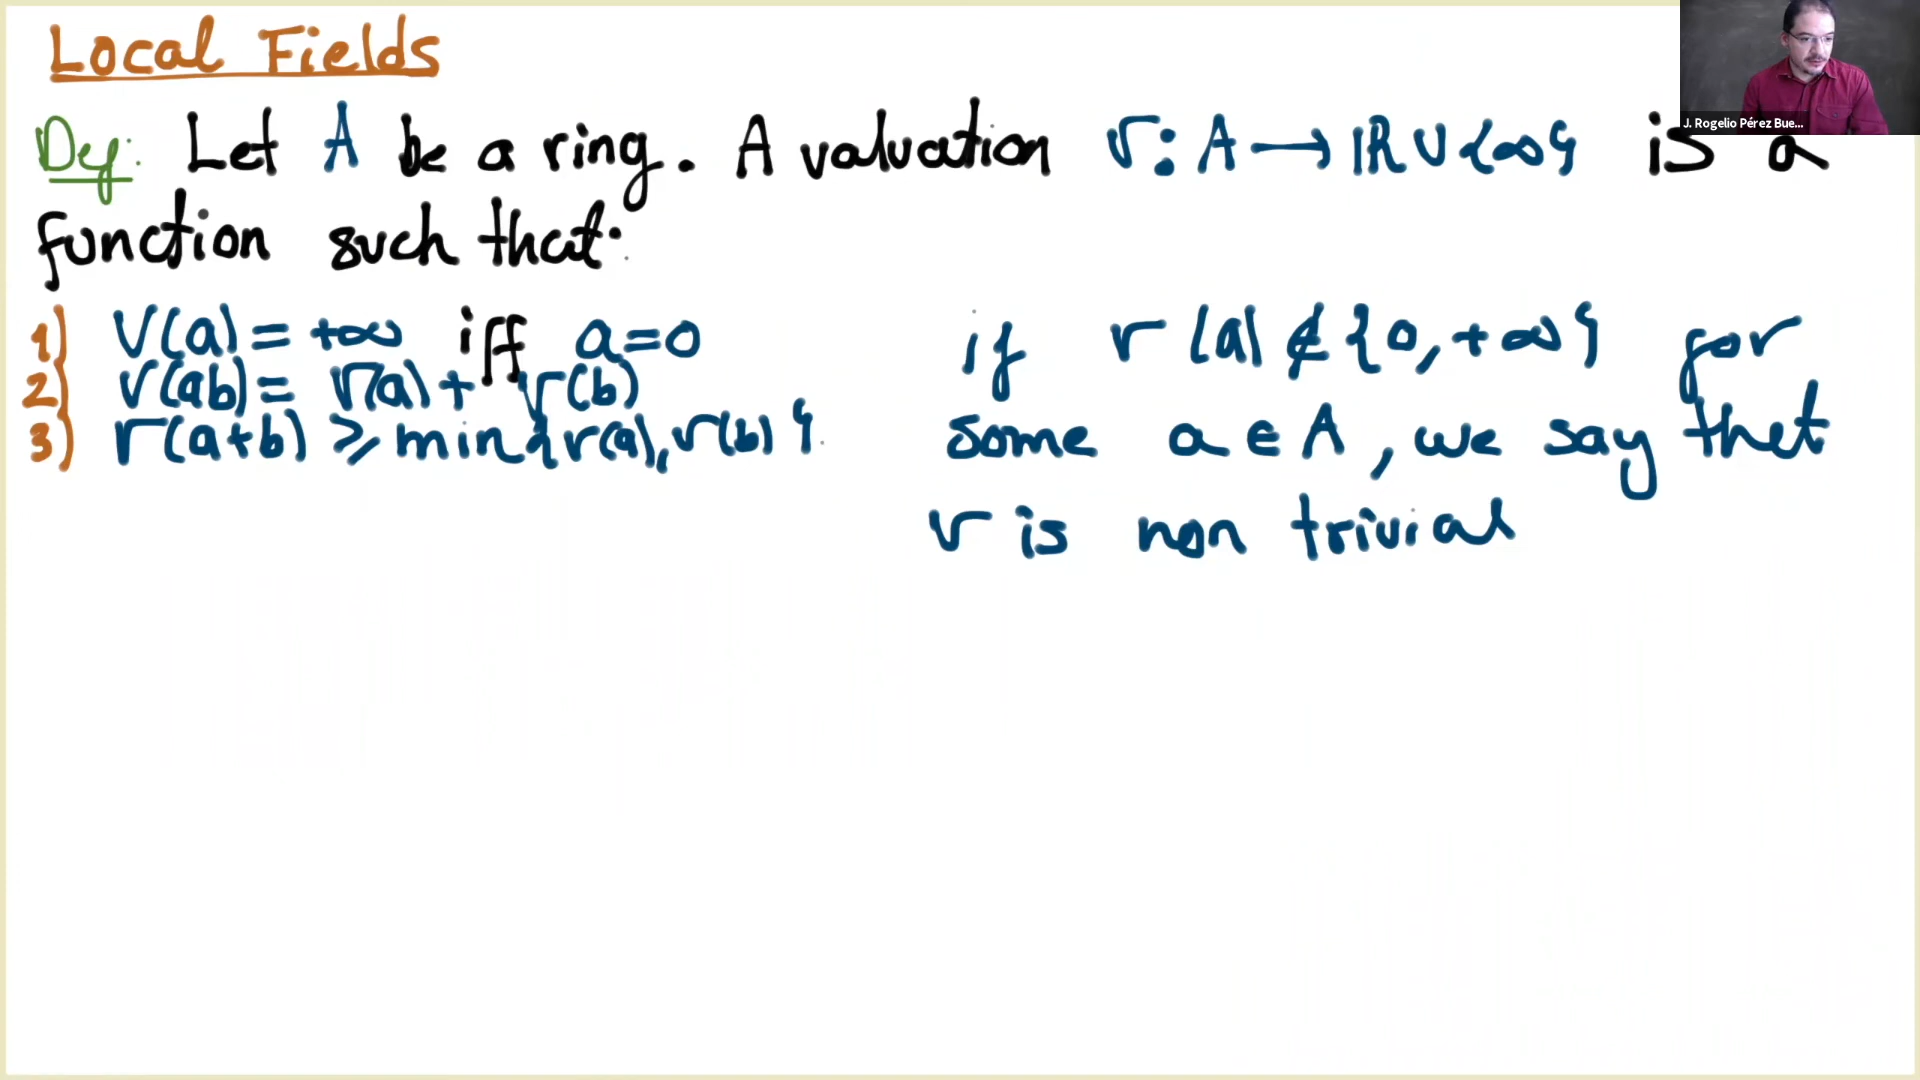 Local Fields
J. Rogelio Pérez Bue...
Def: Let A be a ring. A valuation v: A → ℝ ∪ {∞} is a
function such that:
1) v(a) = +∞ iff a = 0
2) v(ab) = v(a) + v(b)
3) v(a+b) ≥ min{v(a), v(b)}.
if v(a) ∉ {0, +∞} for
some a ∈ A, we say that
v is non trivial